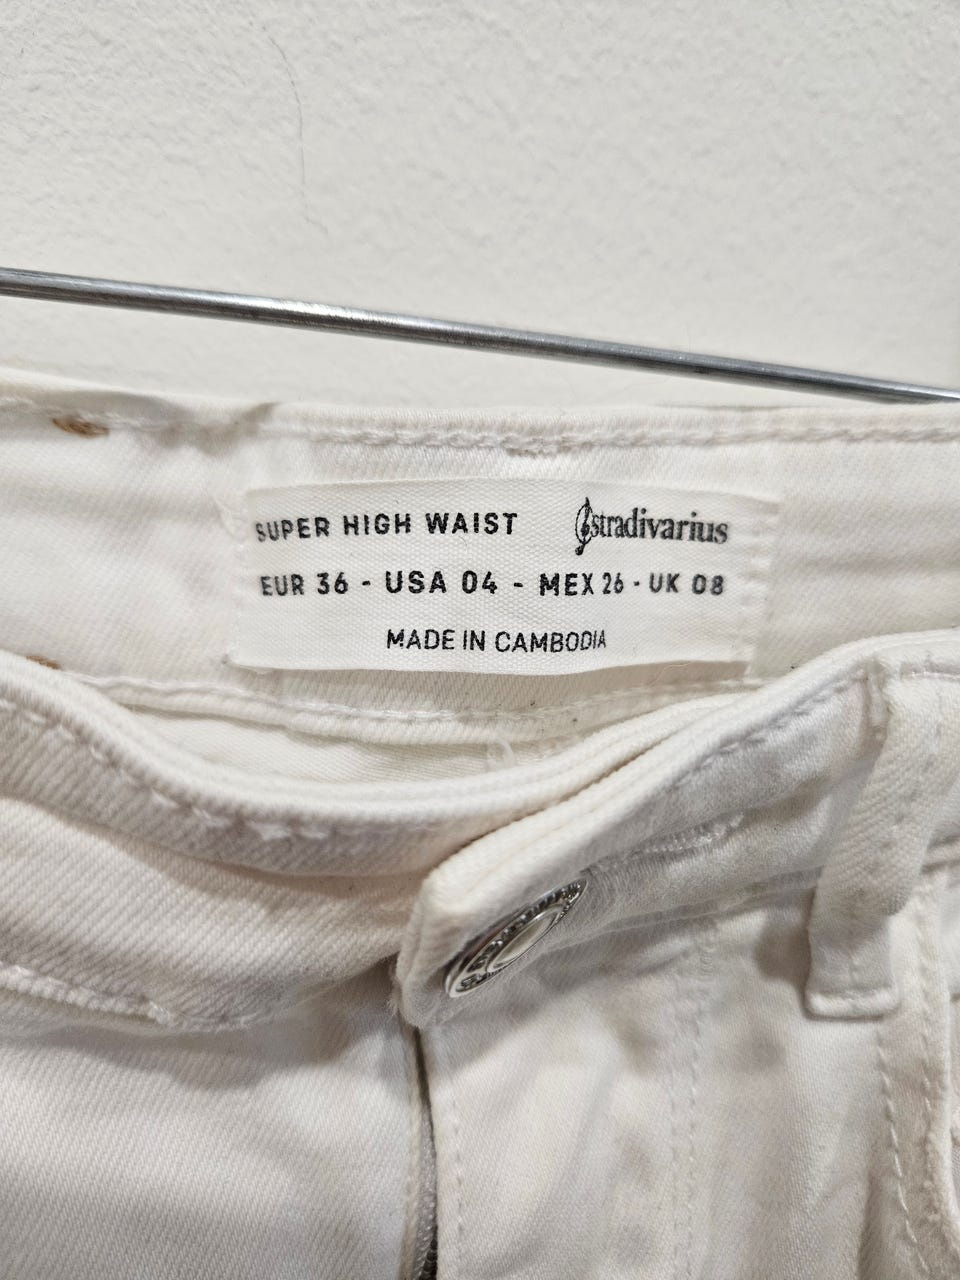 SUPER HIGH WAIST stradivarius
EUR 36 - USA 04 - MEX 26 - UK 08
MADE IN CAMBODIA